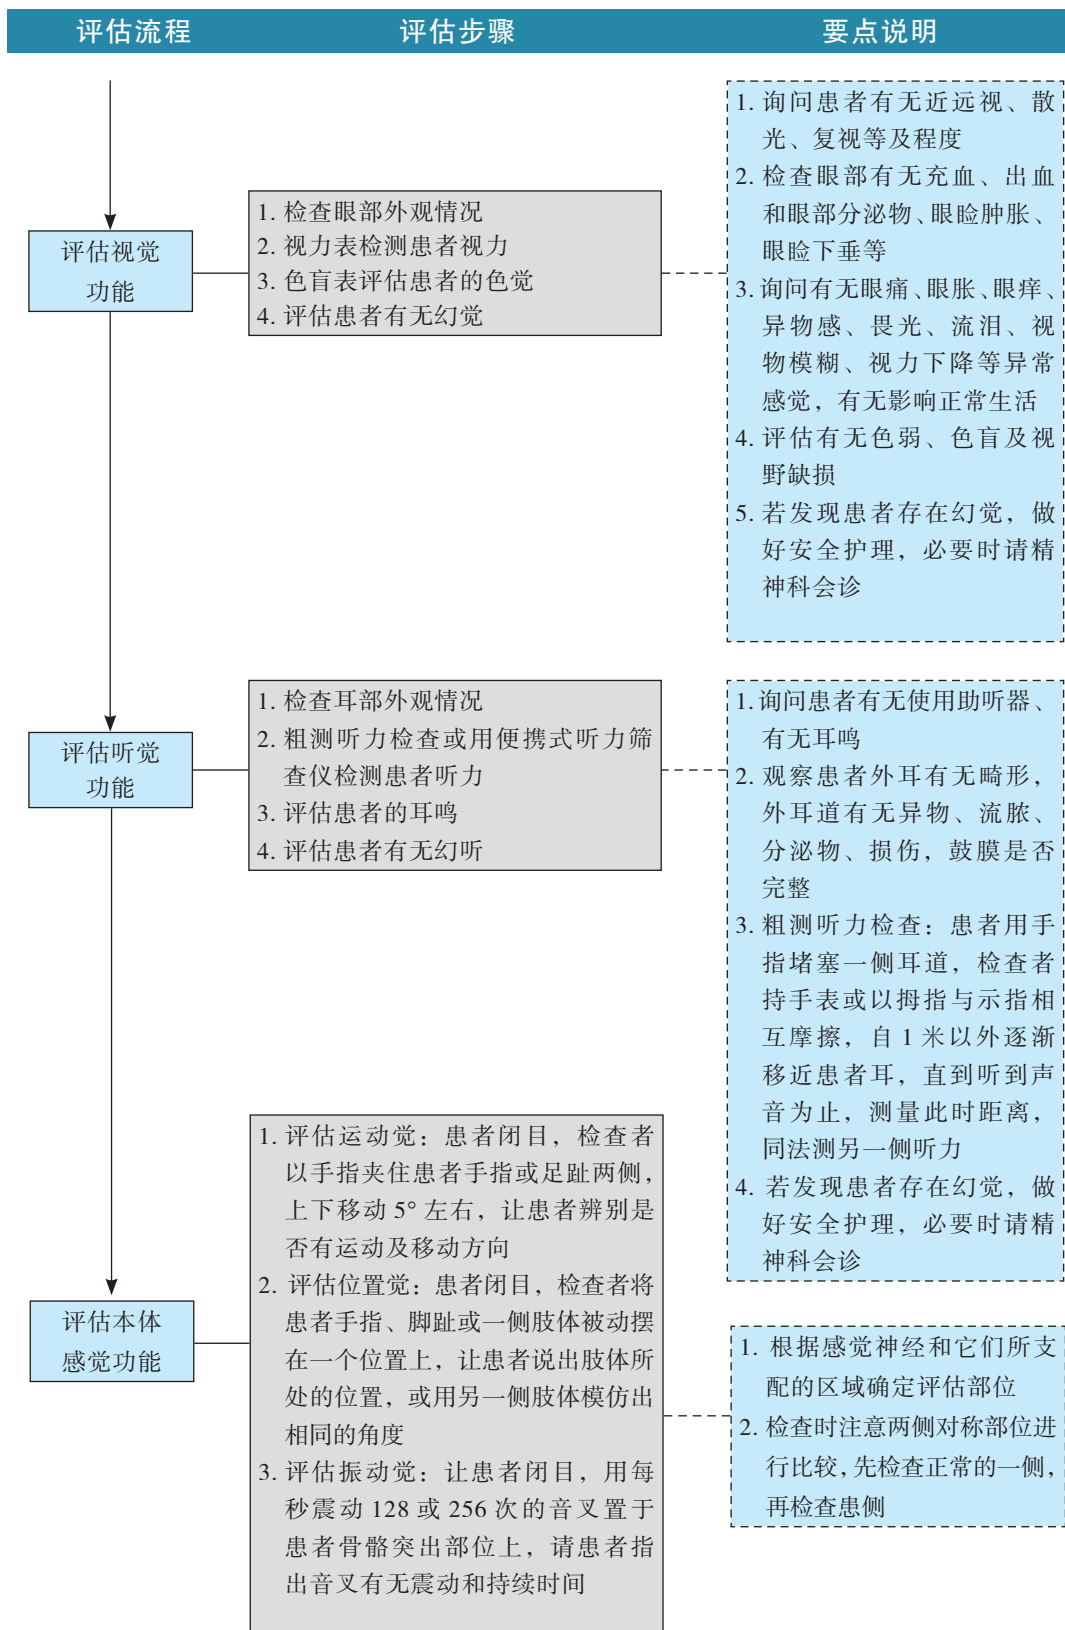 评估流程
评估步骤
要点说明
评估视觉
功能
1. 检查眼部外观情况
2. 视力表检测患者视力
3. 色盲表评估患者的色觉
4. 评估患者有无幻觉
1. 询问患者有无近远视、散
光、复视等及程度
2. 检查眼部有无充血、出血
和眼部分泌物、眼睑肿胀、
眼睑下垂等
3. 询问有无眼痛、眼胀、眼痒、
异物感、畏光、流泪、视
物模糊、视力下降等异常
感觉，有无影响正常生活
4. 评估有无色弱、色盲及视
野缺损
5. 若发现患者存在幻觉，做
好安全护理，必要时请精
神科会诊
评估听觉
功能
1. 检查耳部外观情况
2. 粗测听力检查或用便携式听力筛
查仪检测患者听力
3. 评估患者的耳鸣
4. 评估患者有无幻听
1. 询问患者有无使用助听器、
有无耳鸣
2. 观察患者外耳有无畸形，
外耳道有无异物、流脓、
分泌物、损伤，鼓膜是否
完整
3. 粗测听力检查：患者用手
指堵塞一侧耳道，检查者
持手表或以拇指与示指相
互摩擦，自 1 米以外逐渐
移近患者耳，直到听到声
音为止，测量此时距离，
同法测另一侧听力
4. 若发现患者存在幻觉，做
好安全护理，必要时请精
神科会诊
评估本体
感觉功能
1. 评估运动觉：患者闭目，检查者
以手指夹住患者手指或足趾两侧，
上下移动 5° 左右，让患者辨别是
否有运动及移动方向
2. 评估位置觉：患者闭目，检查者将
患者手指、脚趾或一侧肢体被动摆
在一个位置上，让患者说出肢体所
处的位置，或用另一侧肢体模仿出
相同的角度
3. 评估振动觉：让患者闭目，用每
秒震动 128 或 256 次的音叉置于
患者骨骼突出部位上，请患者指
出音叉有无震动和持续时间
1. 根据感觉神经和它们所支
配的区域确定评估部位
2. 检查时注意两侧对称部位进
行比较，先检查正常的一侧，
再检查患侧